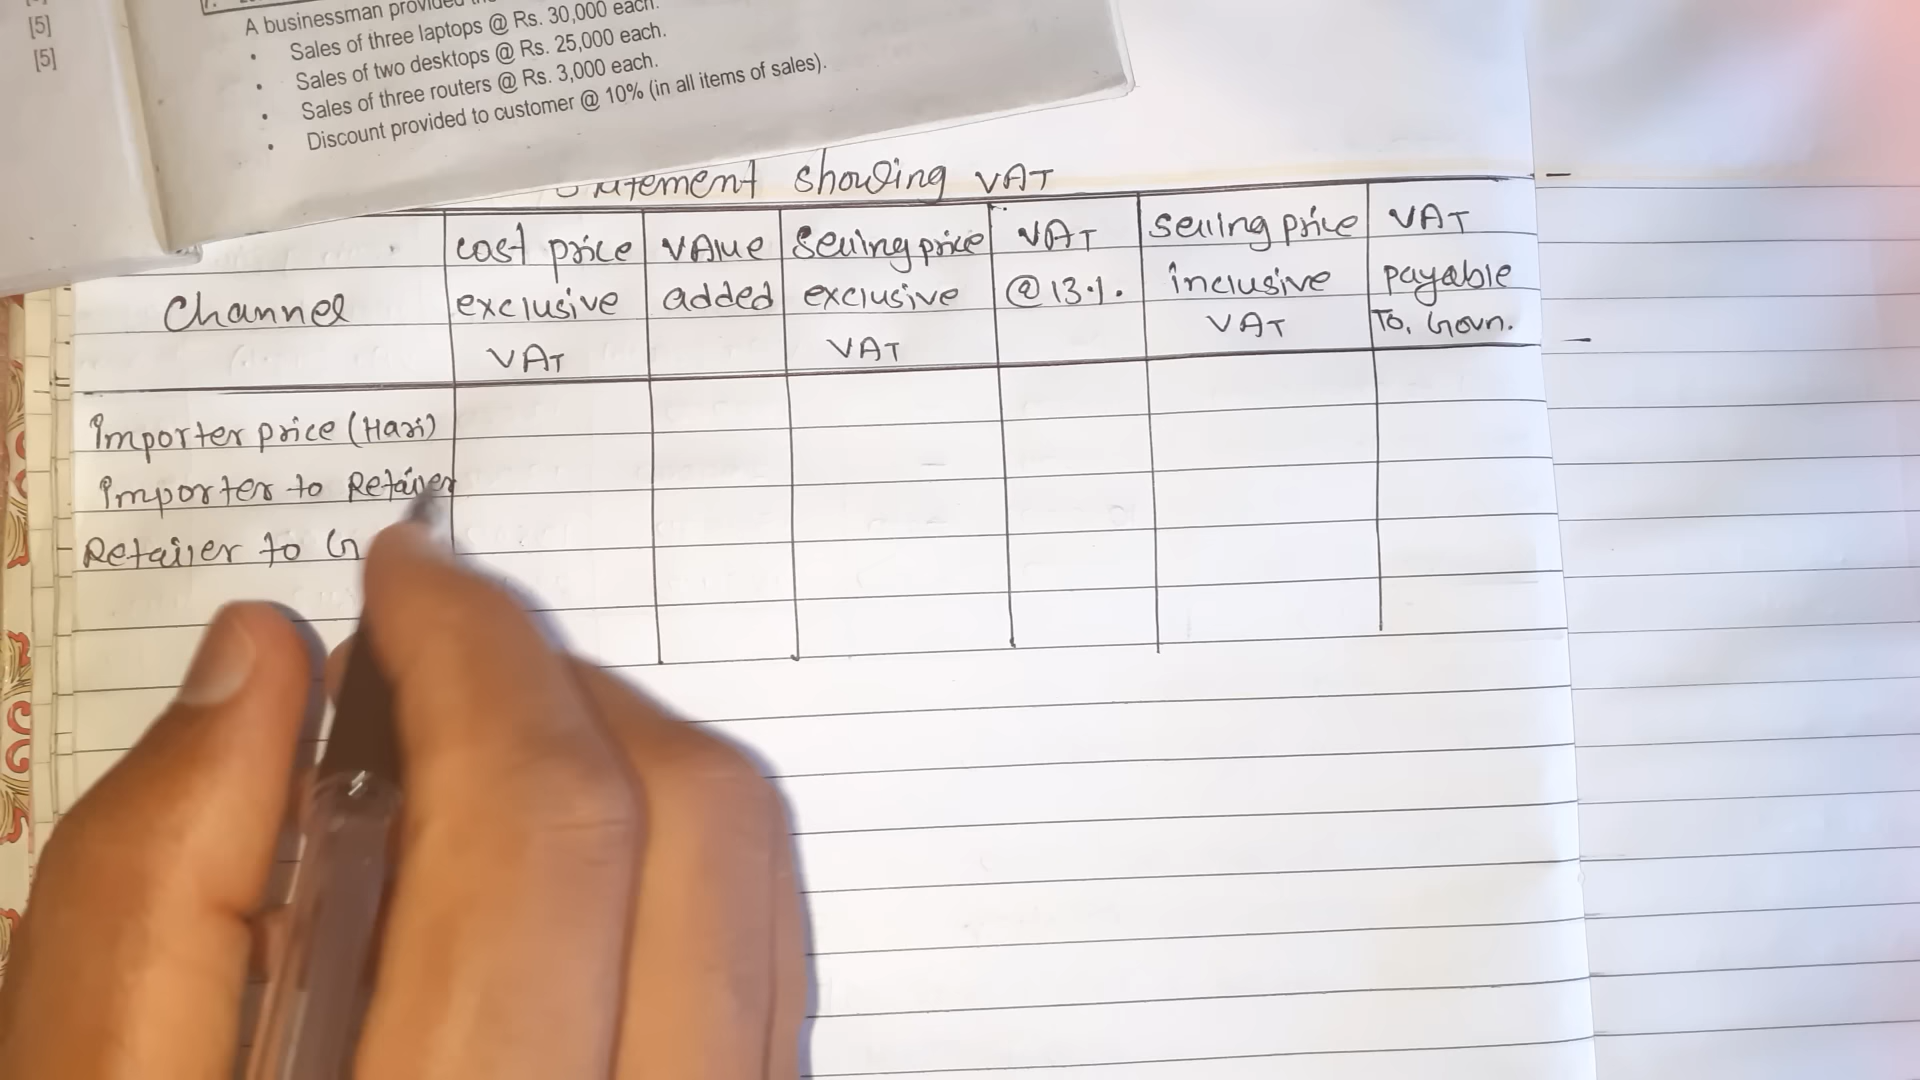 [5]
[5]
A businessman provided
Sales of three laptops @ Rs. 30,000 each.
Sales of two desktops @ Rs. 25,000 each.
Sales of three routers @ Rs. 3,000 each.
Discount provided to customer @ 10% (in all items of sales).
showing VAT
Channel
cost price exclusive VAT
VAlue added
selling price exclusive VAT
VAT @ 13%.
selling price inclusive VAT
VAT payable To. Govn.
Importer price (Hari)
Importer to Retailer
Retailer to